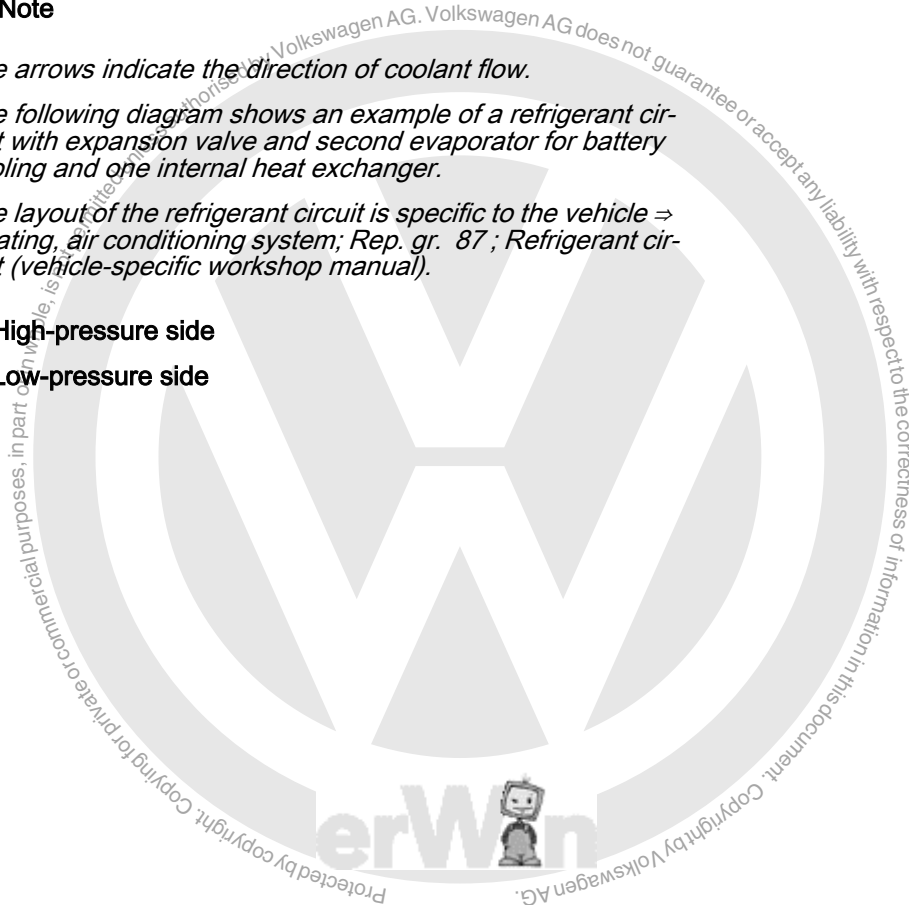 Note
e arrows indicate the direction of coolant flow.
e following diagram shows an example of a refrigerant cir-
t with expansion valve and second evaporator for battery
oling and one internal heat exchanger.
e layout of the refrigerant circuit is specific to the vehicle ⇒
ating, air conditioning system; Rep. gr. 87 ; Refrigerant cir-
t (vehicle-specific workshop manual).
High-pressure side
Low-pressure side
Protected by copyright. Copying for private or commercial purposes, in part or in whole, is not permitted unless authorised by Volkswagen AG. Volkswagen AG does not guarantee or accept any liability with respect to the correctness of information in this document. Copyright by Volkswagen AG.
erWin